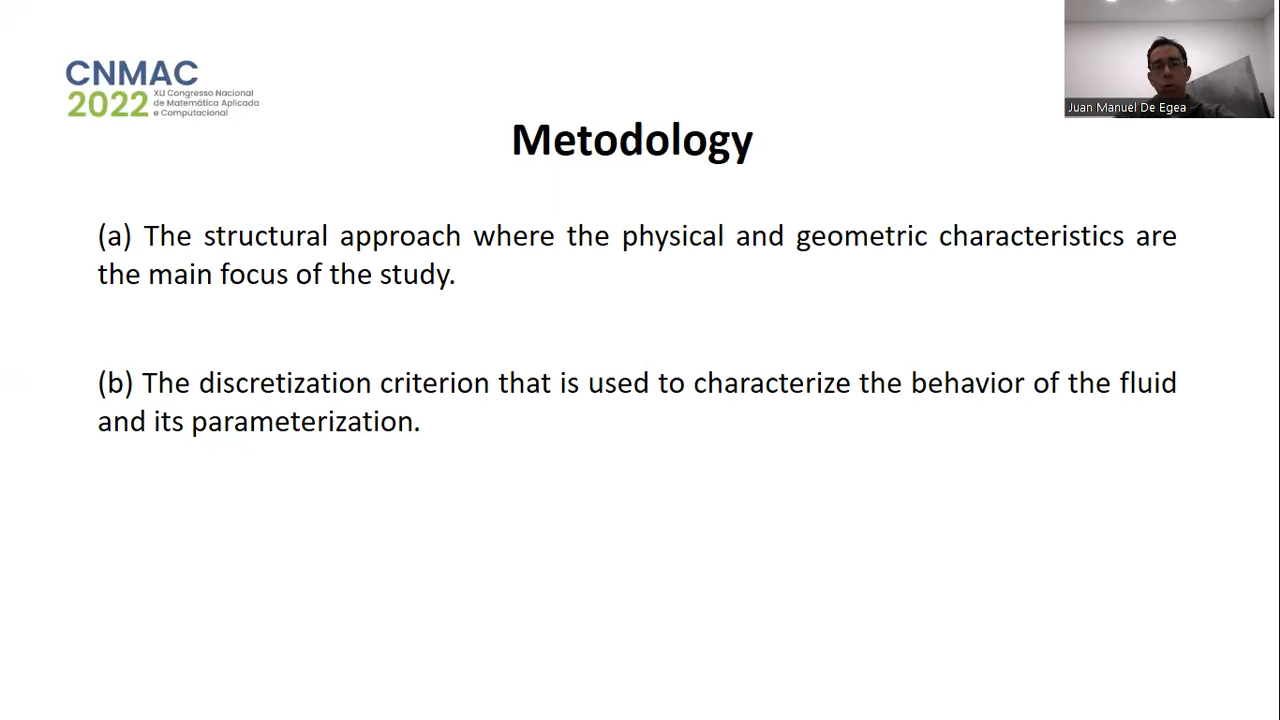 CNMAC
2022
XLI Congresso Nacional
de Matemática Aplicada
e Computacional
Juan Manuel De Egea
Metodology
(a) The structural approach where the physical and geometric characteristics are
the main focus of the study.
(b) The discretization criterion that is used to characterize the behavior of the fluid
and its parameterization.